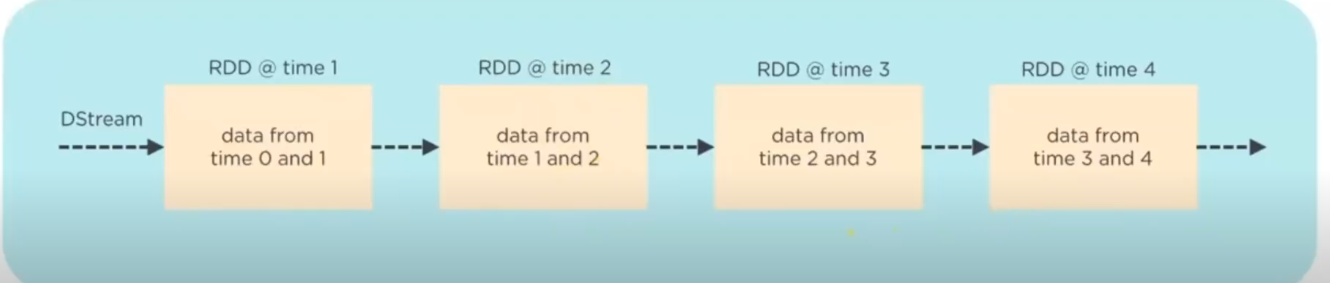 RDD @ time 1
RDD @ time 2
RDD @ time 3
RDD @ time 4
DStream
data from
time 0 and 1
data from
time 1 and 2
data from
time 2 and 3
data from
time 3 and 4